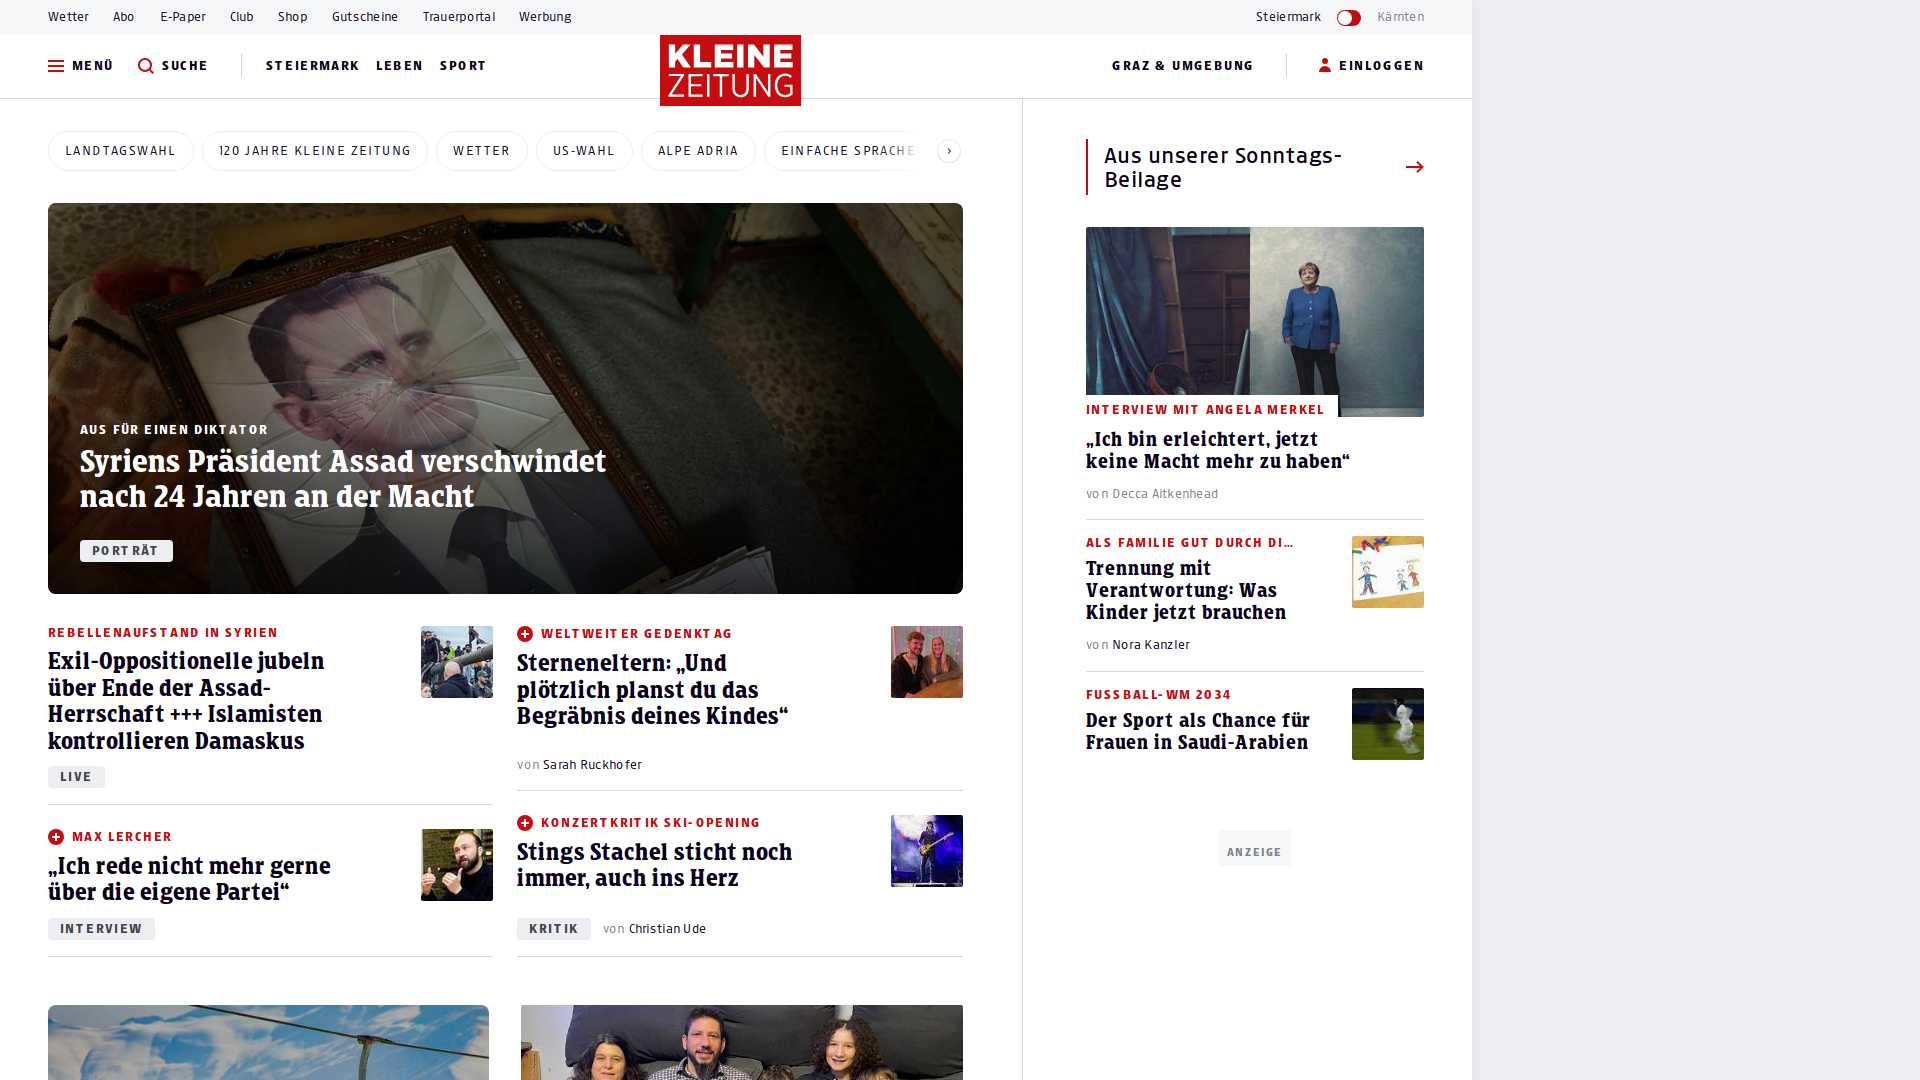 Wetter Abo E-Paper Club Shop Gutscheine Trauerportal Werbung Steiermark Kärnten
MENÜ SUCHE STEIERMARK LEBEN SPORT KLEINE ZEITUNG GRAZ & UMGEBUNG EINLOGGEN
LANDTAGSWAHL 120 JAHRE KLEINE ZEITUNG WETTER US-WAHL ALPE ADRIA EINFACHE SPRACHE
AUS FÜR EINEN DIKTATOR
Syriens Präsident Assad verschwindet
nach 24 Jahren an der Macht
PORTRÄT
REBELLENAUFSTAND IN SYRIEN
Exil-Oppositionelle jubeln
über Ende der Assad-
Herrschaft +++ Islamisten
kontrollieren Damaskus
LIVE
WELTWEITER GEDENKTAG
Sterneneltern: „Und
plötzlich planst du das
Begräbnis deines Kindes“
von Sarah Ruckhofer
MAX LERCHER
„Ich rede nicht mehr gerne
über die eigene Partei“
INTERVIEW
KONZERTKRITIK SKI-OPENING
Stings Stachel sticht noch
immer, auch ins Herz
KRITIK von Christian Ude
Aus unserer Sonntags-
Beilage
INTERVIEW MIT ANGELA MERKEL
„Ich bin erleichtert, jetzt
keine Macht mehr zu haben“
von Decca Aitkenhead
ALS FAMILIE GUT DURCH DI...
Trennung mit
Verantwortung: Was
Kinder jetzt brauchen
von Nora Kanzler
FUSSBALL-WM 2034
Der Sport als Chance für
Frauen in Saudi-Arabien
ANZEIGE